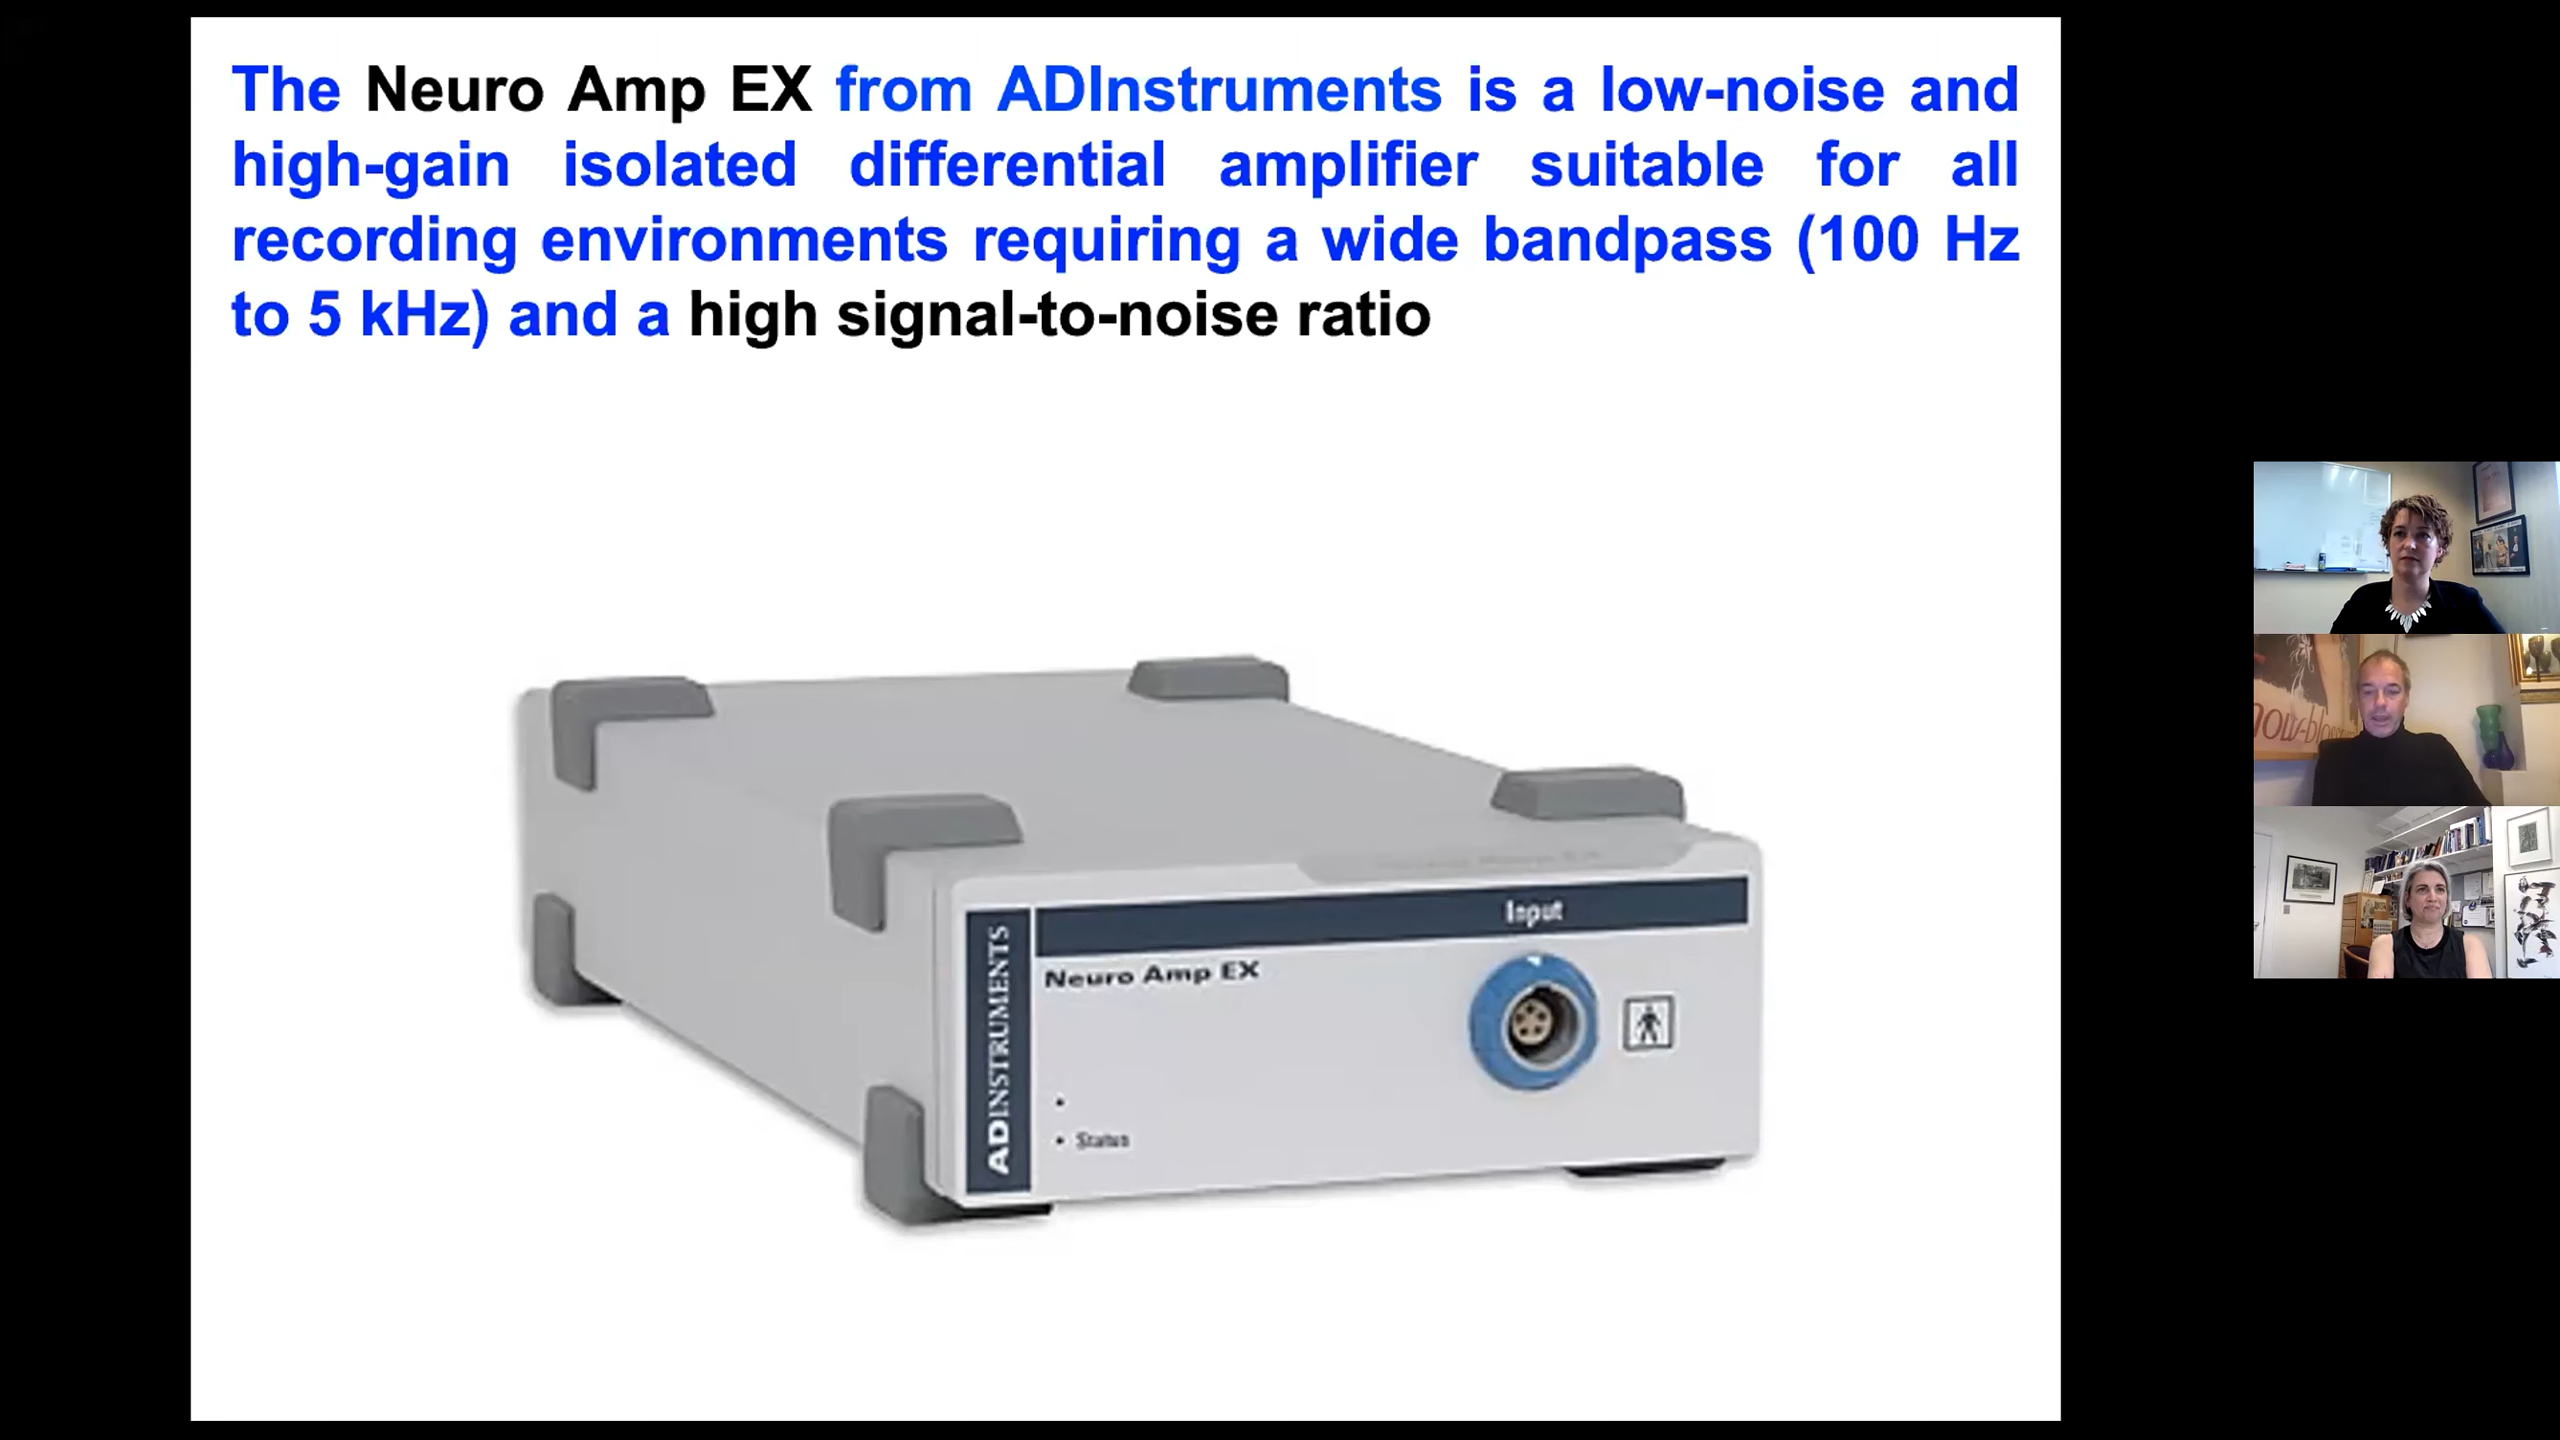 The Neuro Amp EX from ADInstruments is a low-noise and
high-gain isolated differential amplifier suitable for all
recording environments requiring a wide bandpass (100 Hz
to 5 kHz) and a high signal-to-noise ratio
Input
ADINSTRUMENTS
Neuro Amp EX
• Status